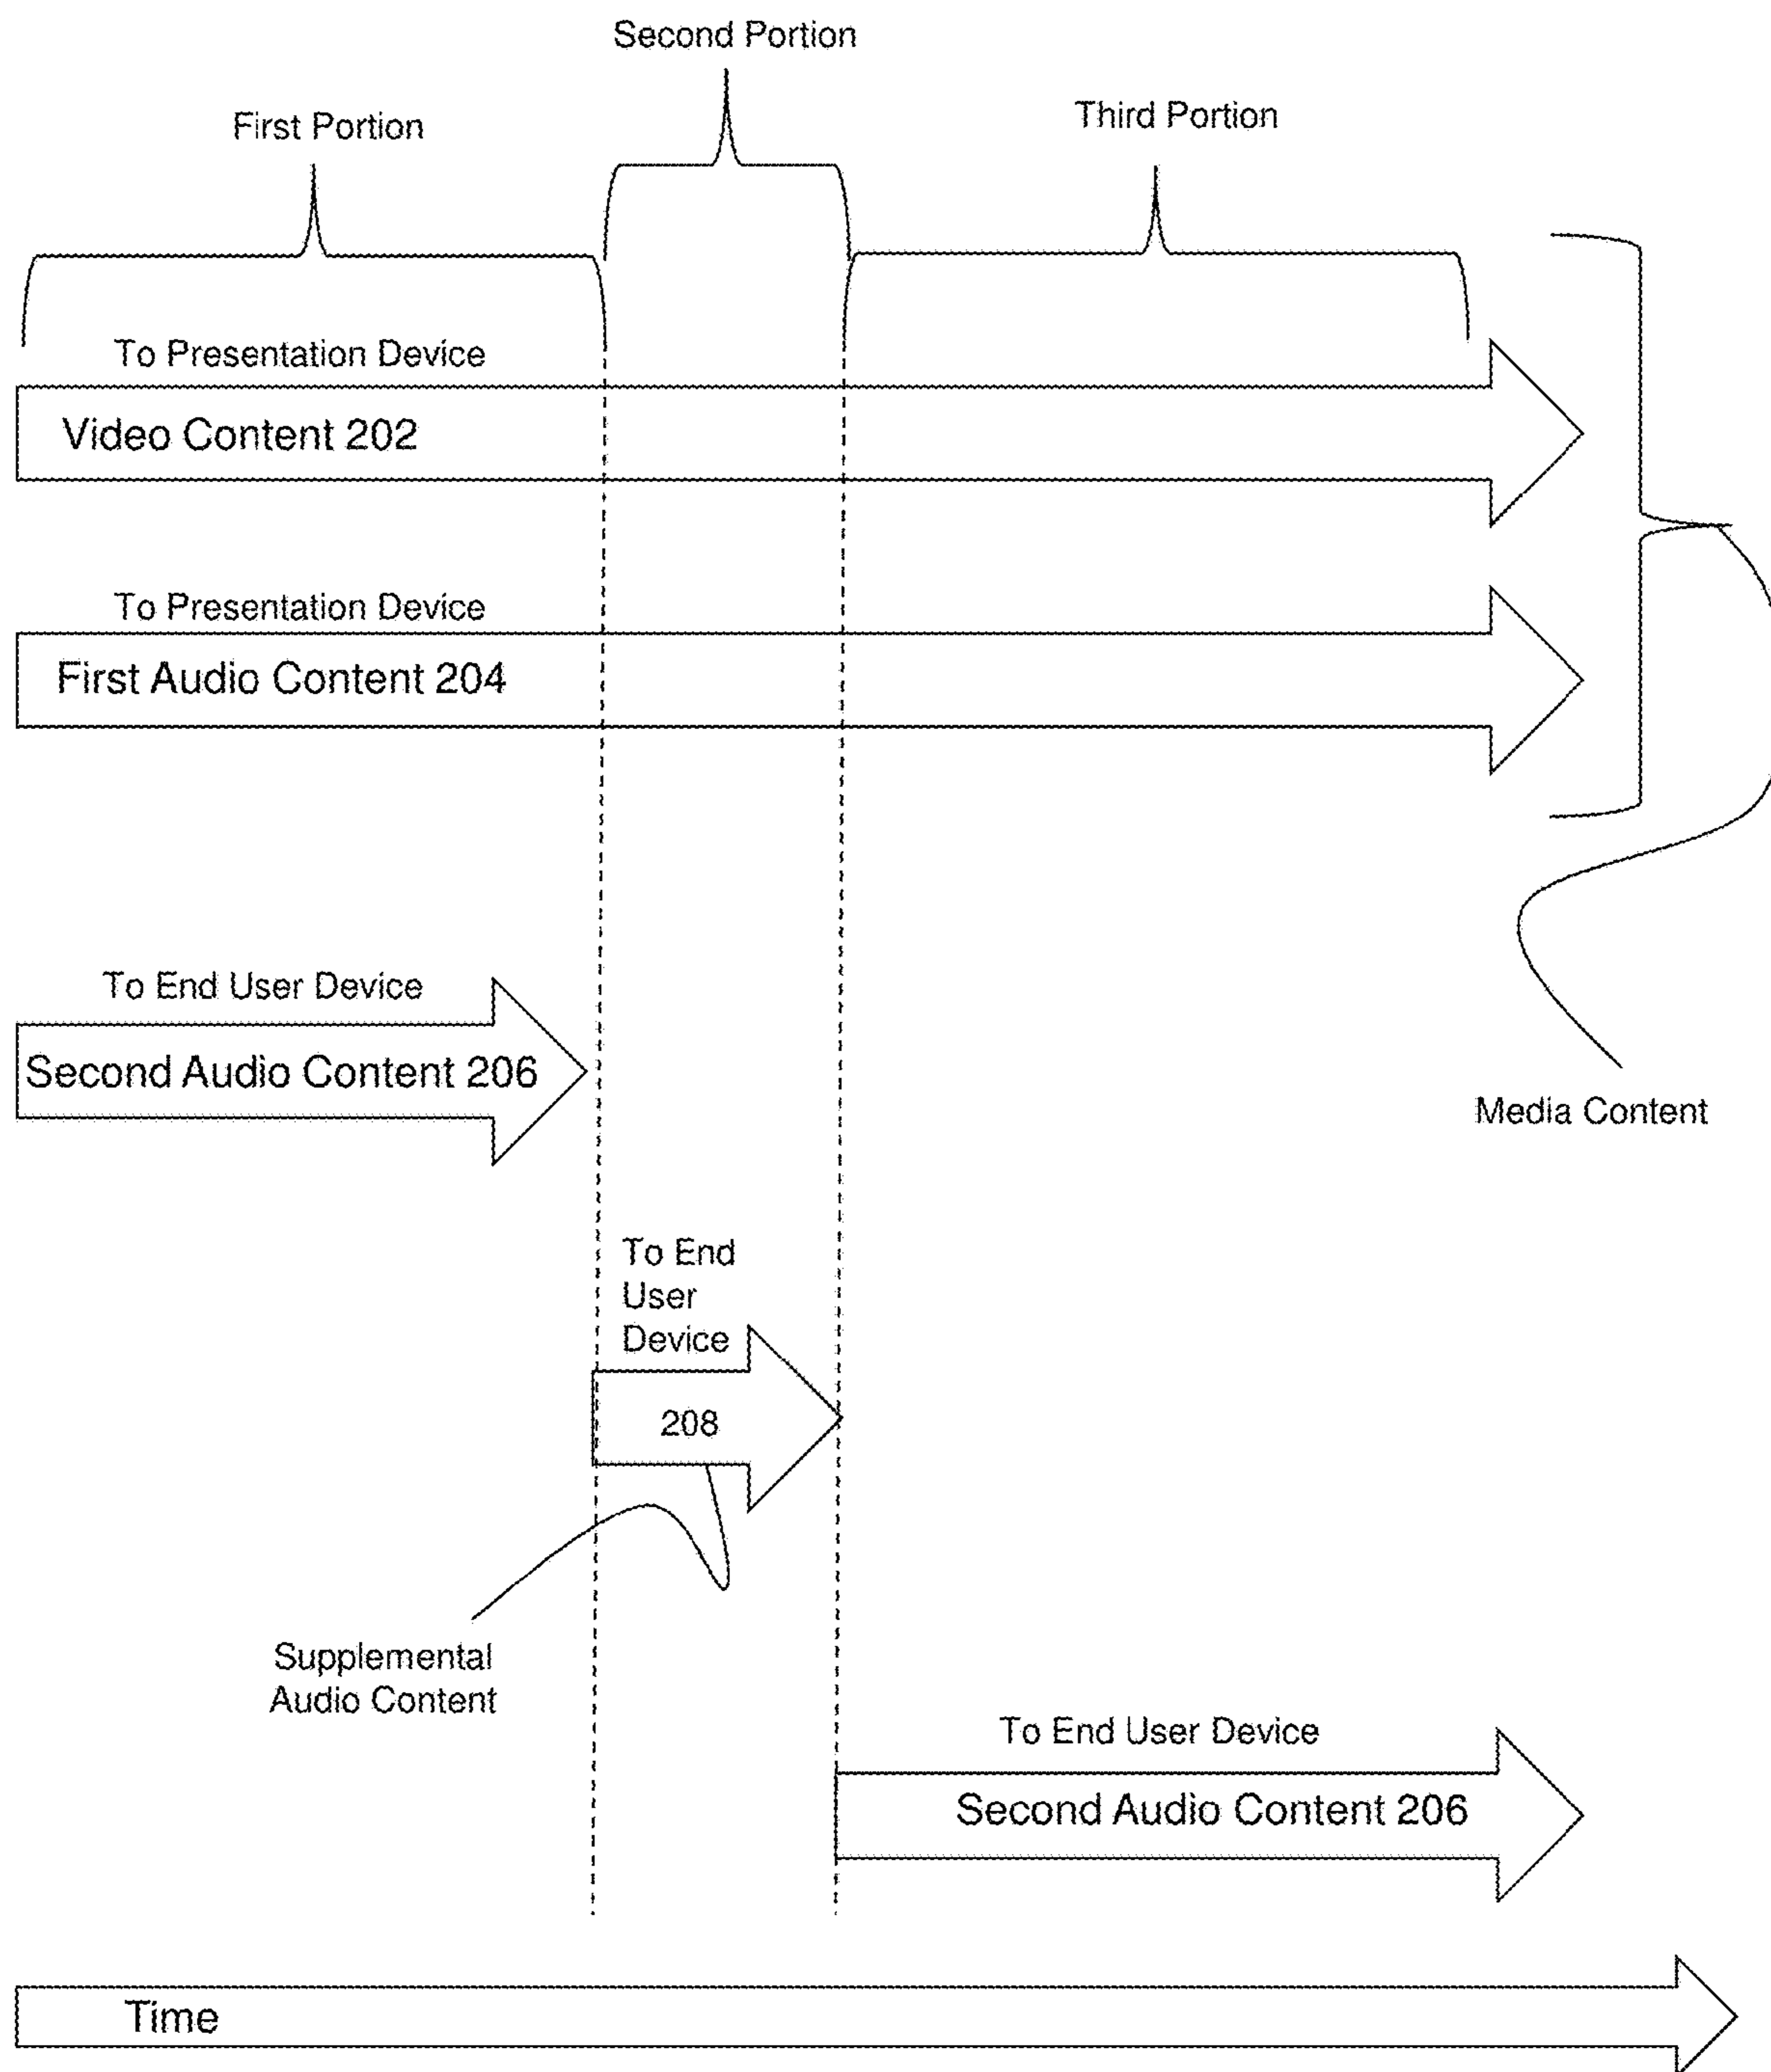 Second Portion
First Portion
Third Portion
To Presentation Device
Video Content 202
To Presentation Device
First Audio Content 204
To End User Device
Second Audio Content 206
Media Content
To End
User
Device
208
Supplemental
Audio Content
To End User Device
Second Audio Content 206
Time